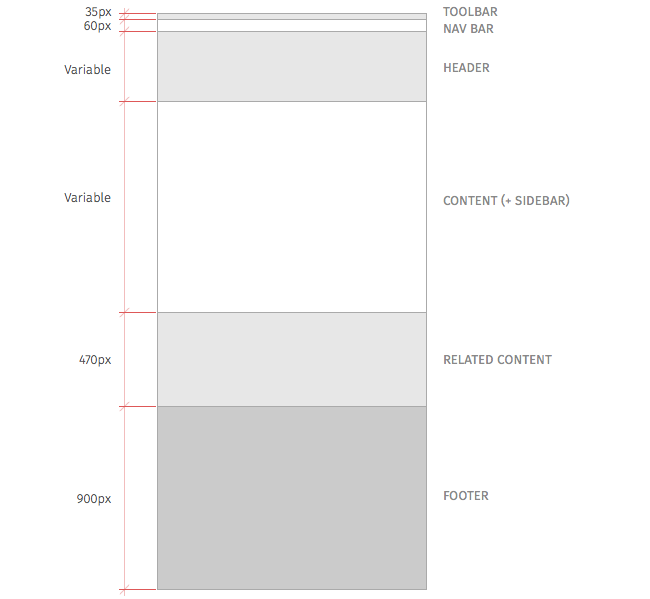 35px
TOOLBAR
60px
NAV BAR
Variable
HEADER
Variable
CONTENT (+ SIDEBAR)
470px
RELATED CONTENT
900px
FOOTER